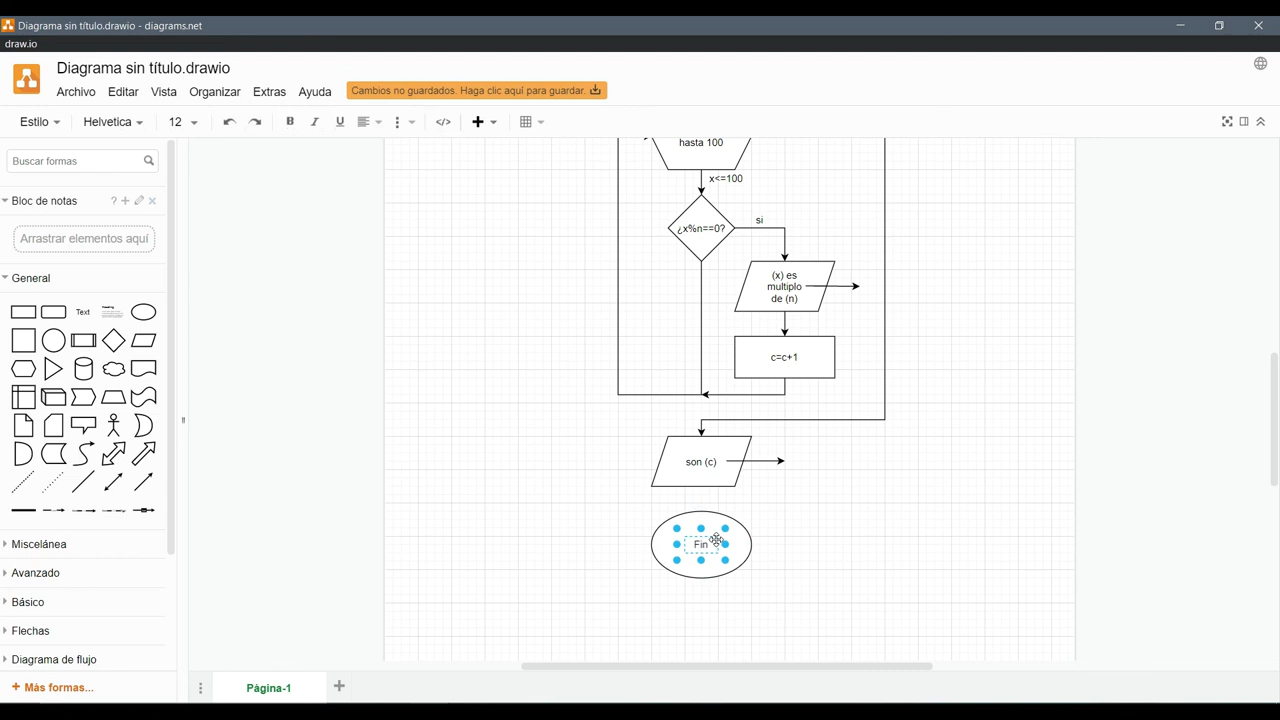 Diagrama sin título.drawio - diagrams.net
draw.io
Diagrama sin título.drawio
Archivo Editar Vista Organizar Extras Ayuda
Cambios no guardados. Haga clic aquí para guardar.
Estilo Helvetica 12 B I U
Buscar formas
Bloc de notas ?
Arrastrar elementos aquí
General
Text
Heading
Miscelánea
Avanzado
Básico
Flechas
Diagrama de flujo
+ Más formas...
hasta 100
x<=100
¿x%n==0?
si
(x) es
multiplo
de (n)
c=c+1
son (c)
Fin
Página-1